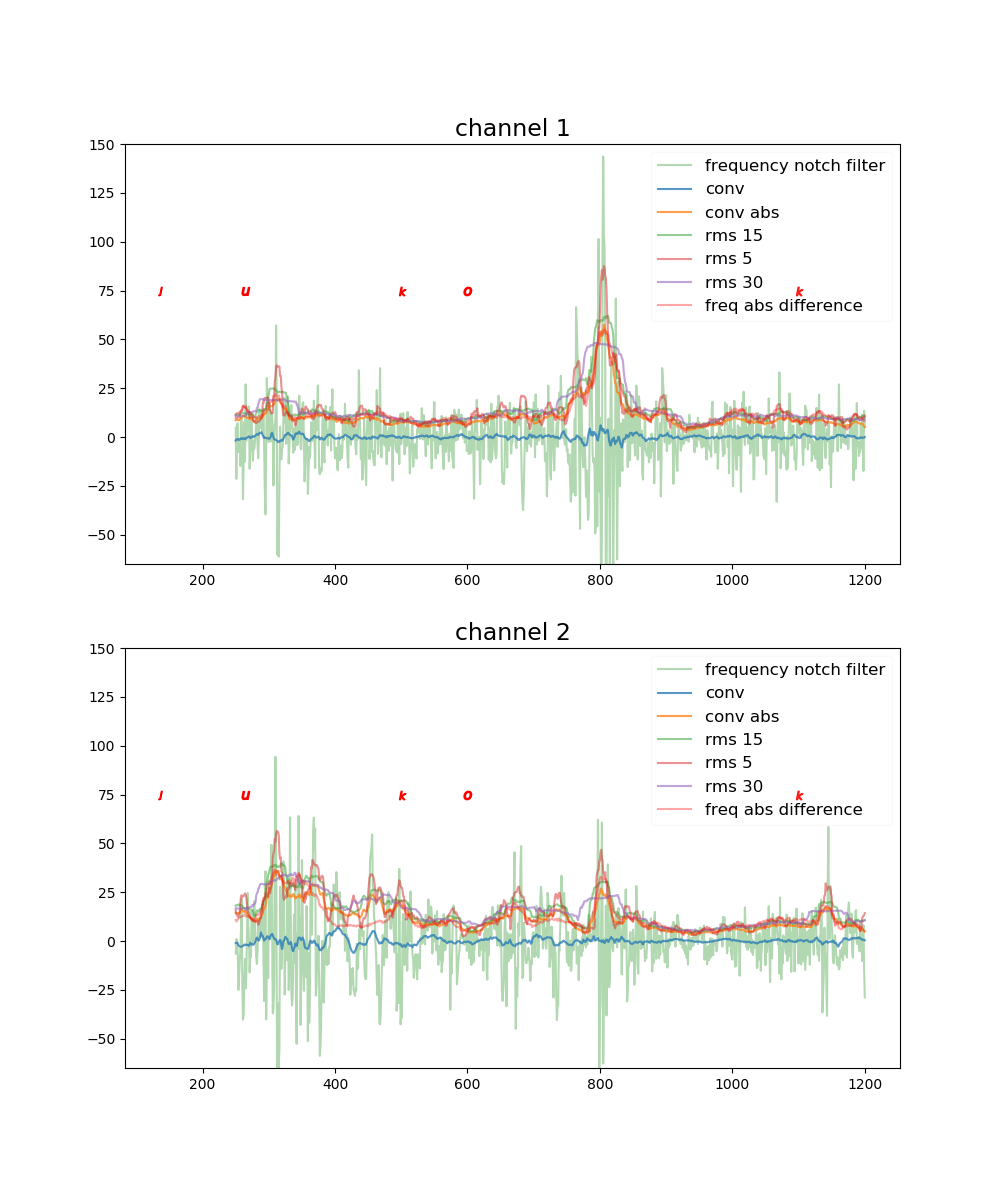 channel 1
150
125
100
75
50
25
0
−25
−50
frequency notch filter
conv
conv abs
rms 15
rms 5
rms 30
freq abs difference
J u k o k
200 400 600 800 1000 1200
channel 2
150
125
100
75
50
25
0
−25
−50
frequency notch filter
conv
conv abs
rms 15
rms 5
rms 30
freq abs difference
J u k o k
200 400 600 800 1000 1200